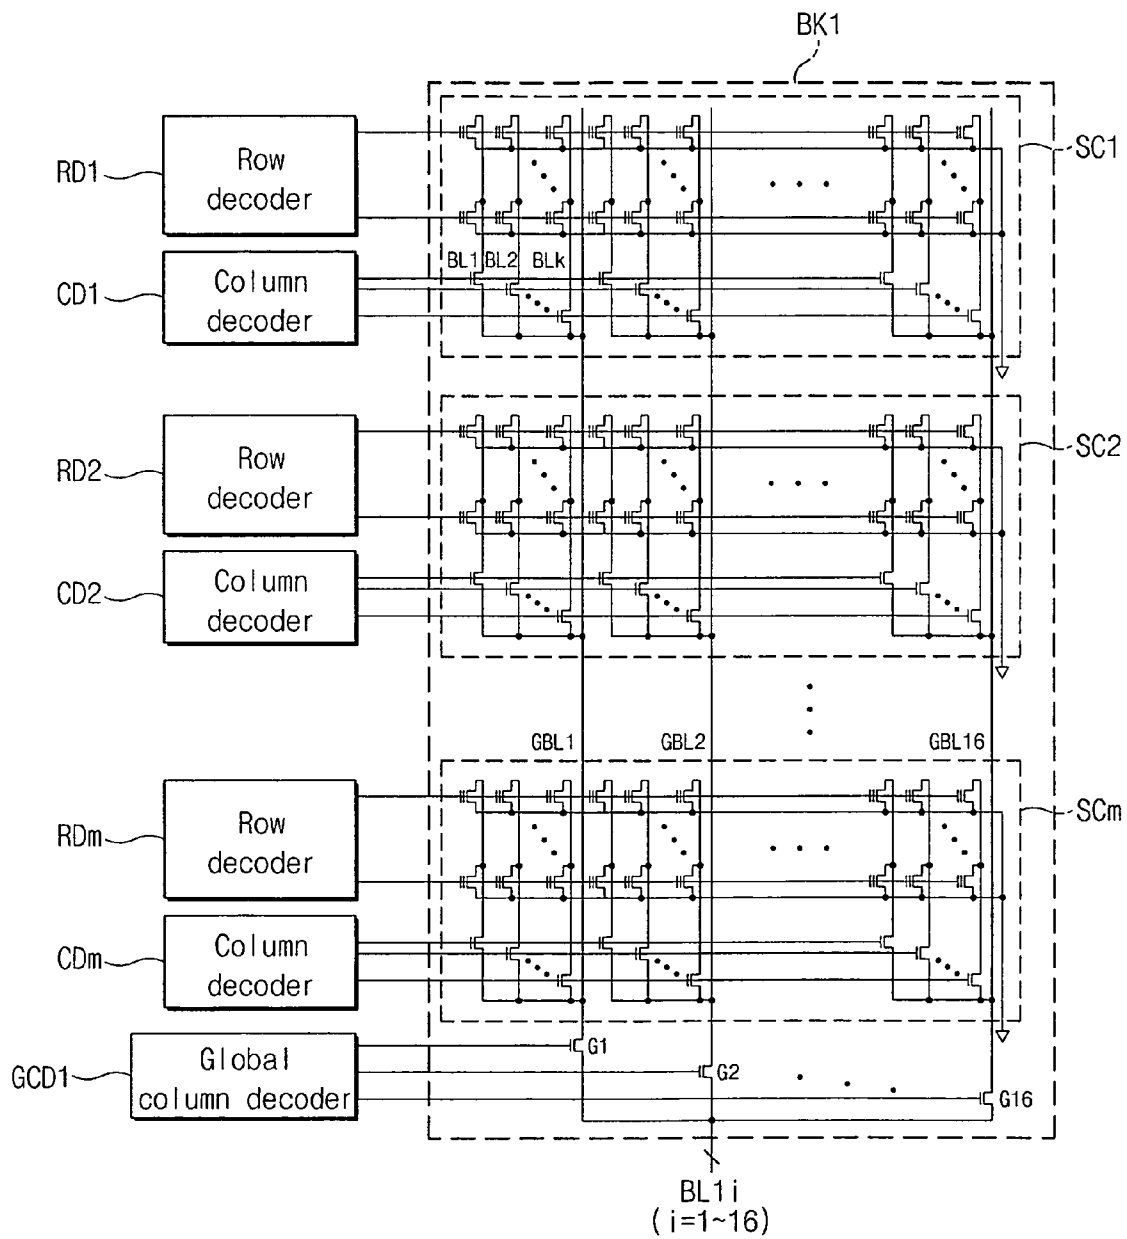 BK1
RD1
Row
decoder
SC1
CD1
Column
decoder
BL1 BL2 BLk
RD2
Row
decoder
SC2
CD2
Column
decoder
GBL1 GBL2 GBL16
RDm
Row
decoder
SCm
CDm
Column
decoder
GCD1
Global
column decoder
G1
G2
G16
BL1i
(i=1~16)